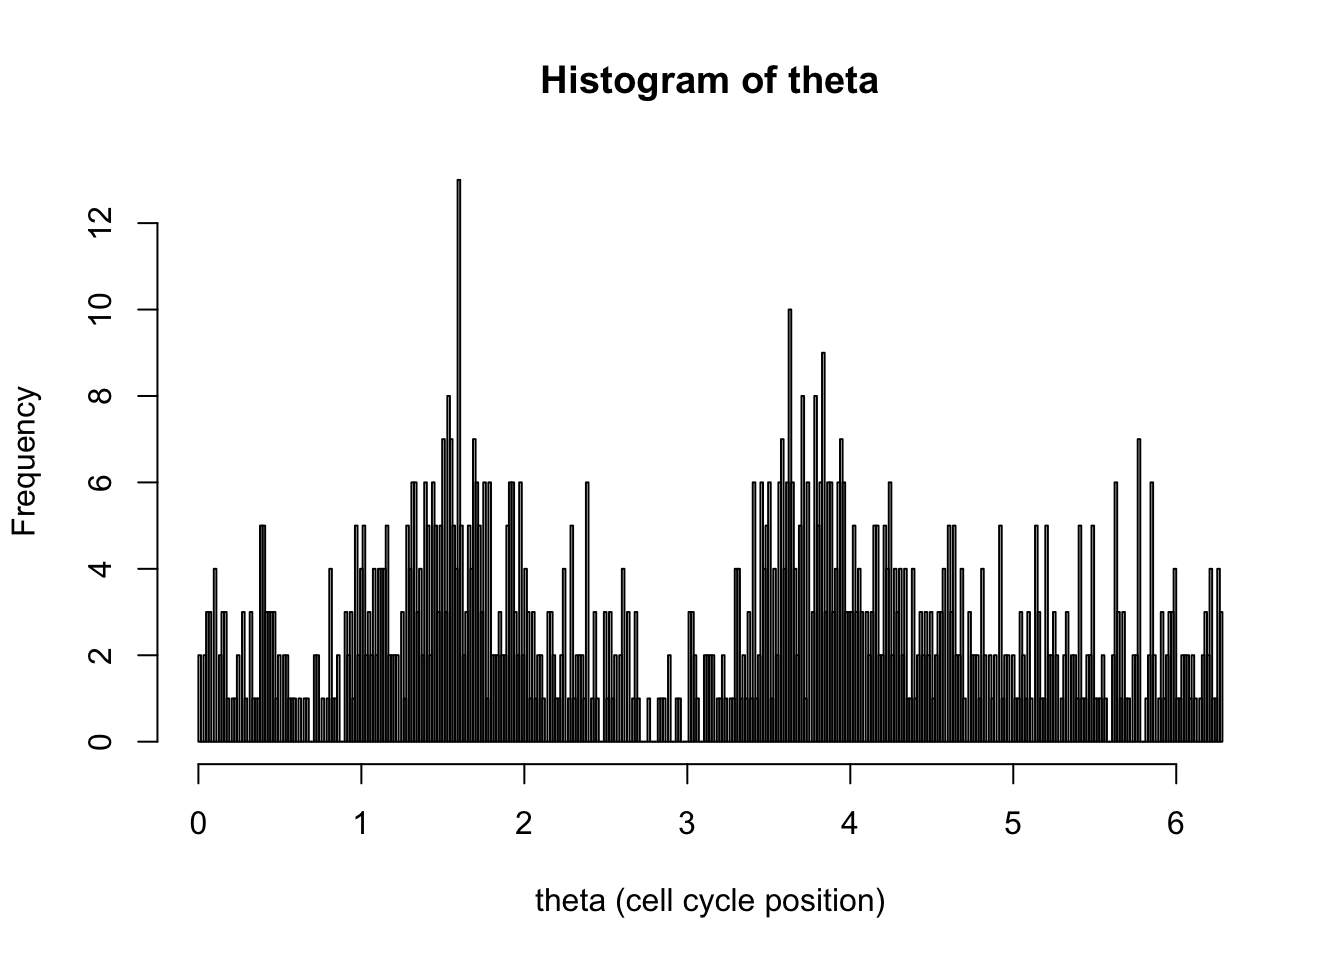 Histogram of theta
Frequency
0 2 4 6 8 10 12
0 1 2 3 4 5 6
theta (cell cycle position)